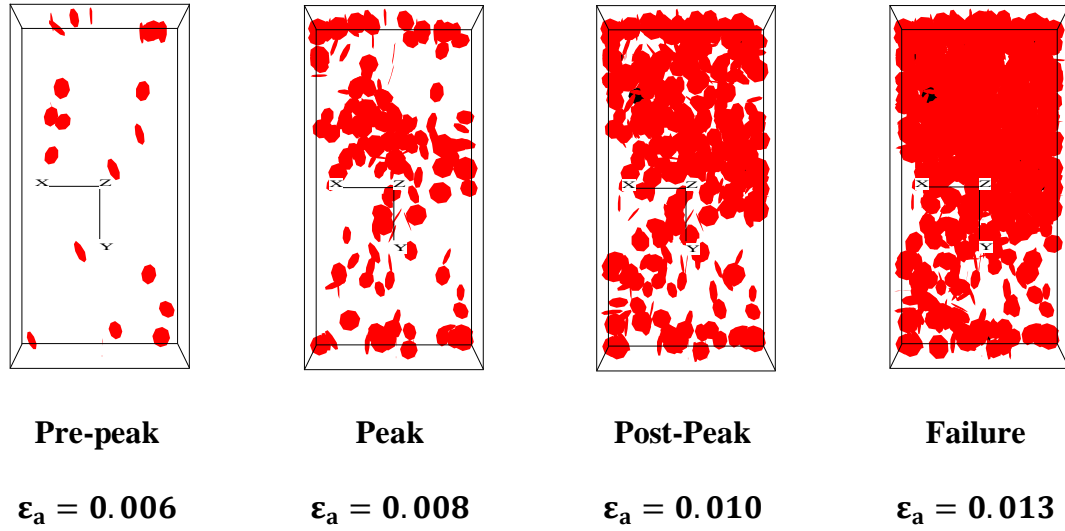 X Z
Y
X Z
Y
X Z
Y
X Z
Y
Pre-peak Peak Post-Peak Failure
εₐ = 0.006 εₐ = 0.008 εₐ = 0.010 εₐ = 0.013